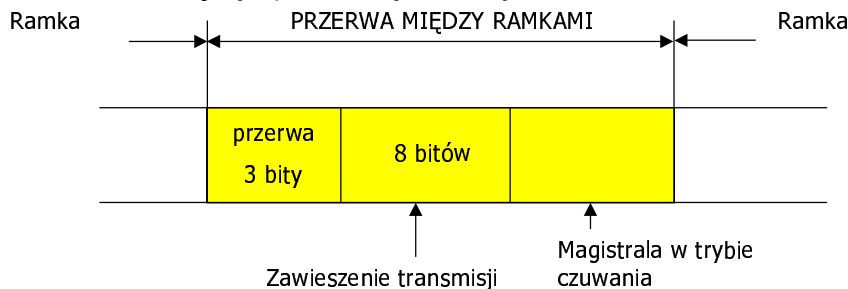 Ramka
PRZERWA MIĘDZY RAMKAMI
Ramka
przerwa
3 bity
8 bitów
Zawieszenie transmisji
Magistrala w trybie
czuwania